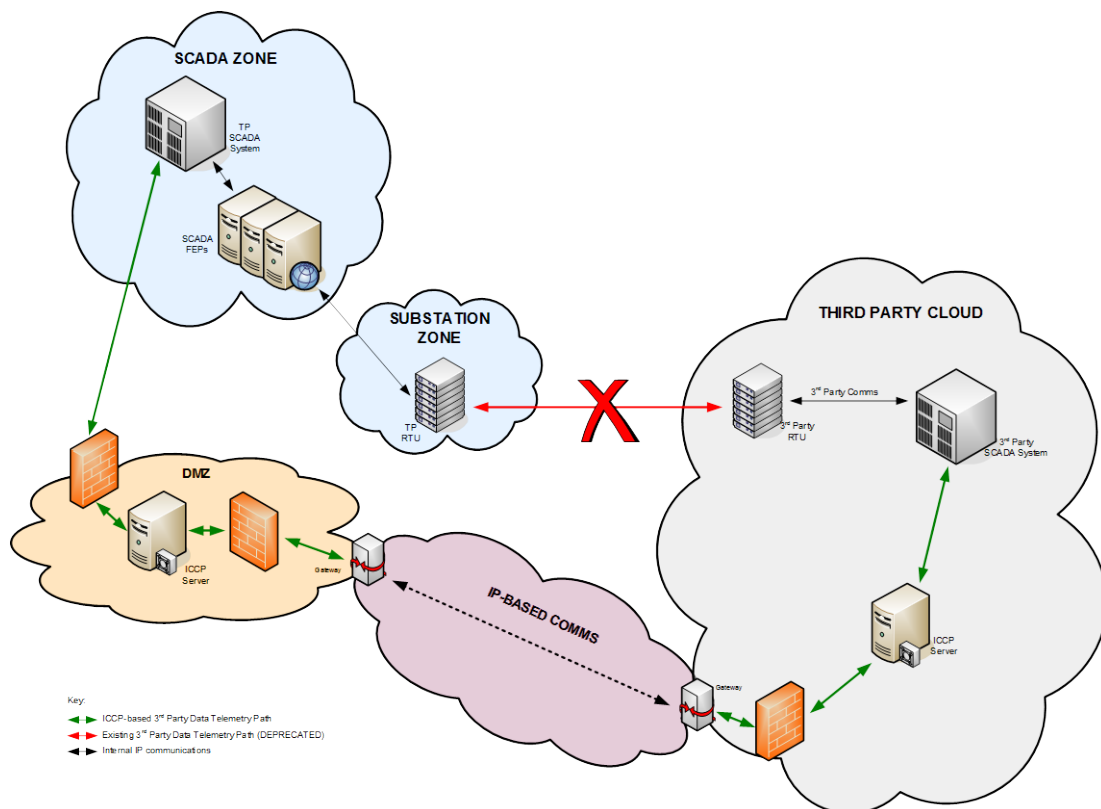 SCADA ZONE
TP
SCADA
System
SCADA
FEPs
SUBSTATION
ZONE
TP
RTU
X
THIRD PARTY CLOUD
3rd Party Comms
3rd Party
RTU
3rd Party
SCADA System
DMZ
ICCP
Server
Gateway
IP-BASED COMMS
ICCP
Server
Gateway
Key:
ICCP-based 3rd Party Data Telemetry Path
Existing 3rd Party Data Telemetry Path (DEPRECATED)
Internal IP communications